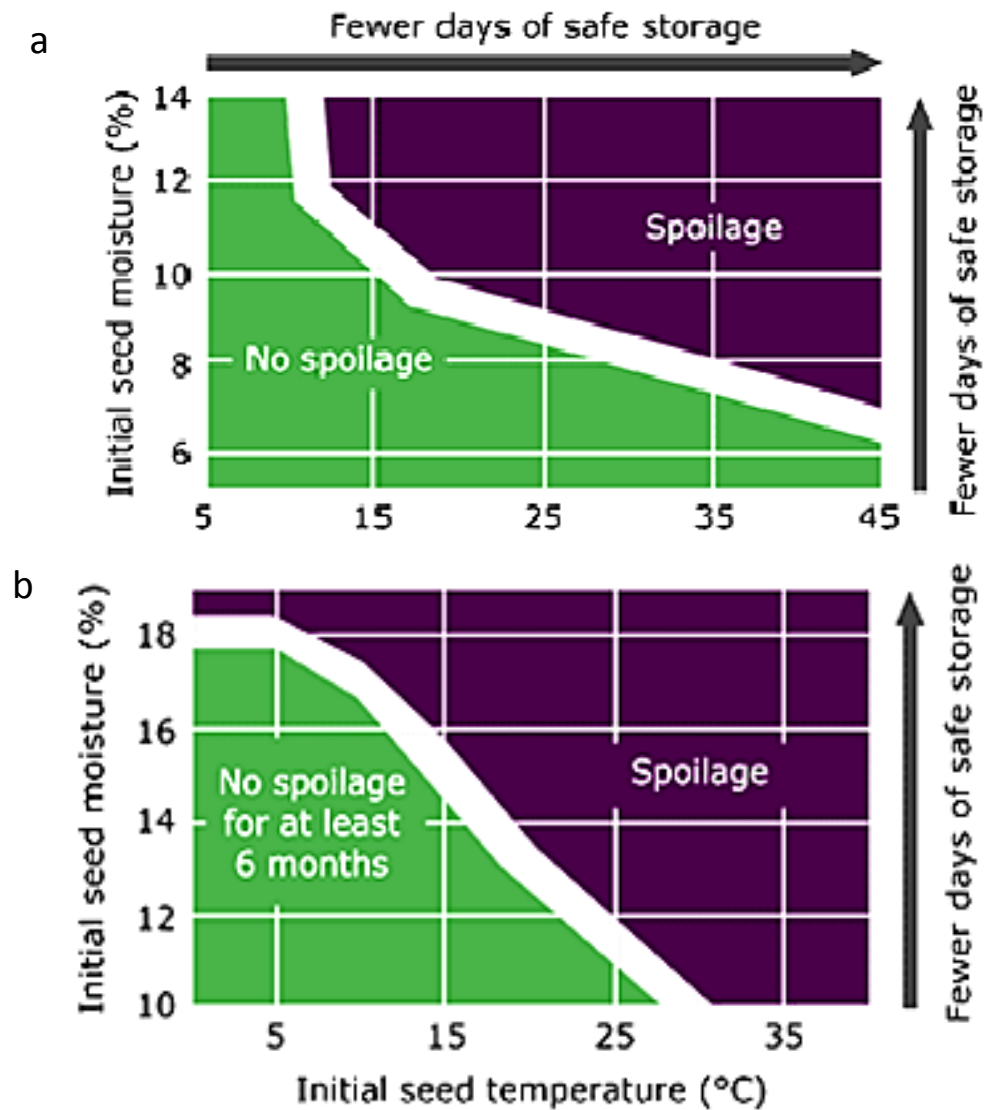 a
Fewer days of safe storage
Initial seed moisture (%)
14
12
10
8
6
Spoilage
No spoilage
Fewer days of safe storage
5 15 25 35 45
b
Initial seed moisture (%)
18
16
14
12
10
No spoilage
for at least
6 months
Spoilage
Fewer days of safe storage
5 15 25 35
Initial seed temperature (°C)